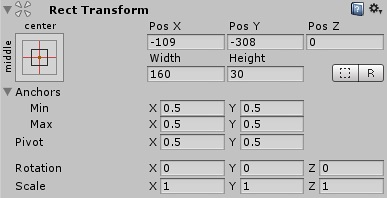 Rect Transform
center
middle
Pos X Pos Y Pos Z
-109 -308 0
Width Height
160 30
R
Anchors
Min X 0.5 Y 0.5
Max X 0.5 Y 0.5
Pivot X 0.5 Y 0.5
Rotation X 0 Y 0 Z 0
Scale X 1 Y 1 Z 1